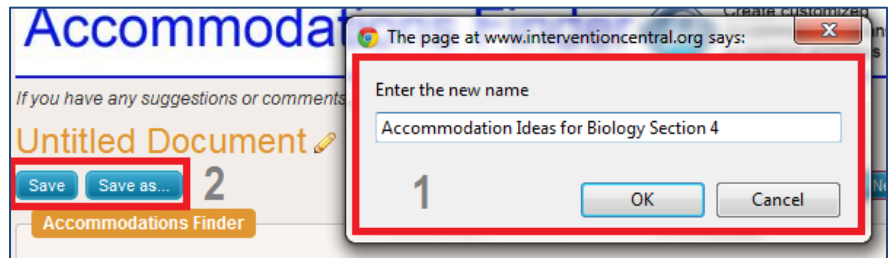 Accommodat
Create customized
The page at www.interventioncentral.org says:
If you have any suggestions or comments
Enter the new name
Accommodation Ideas for Biology Section 4
Untitled Document
Save
Save as...
2
1
OK
Cancel
Accommodations Finder